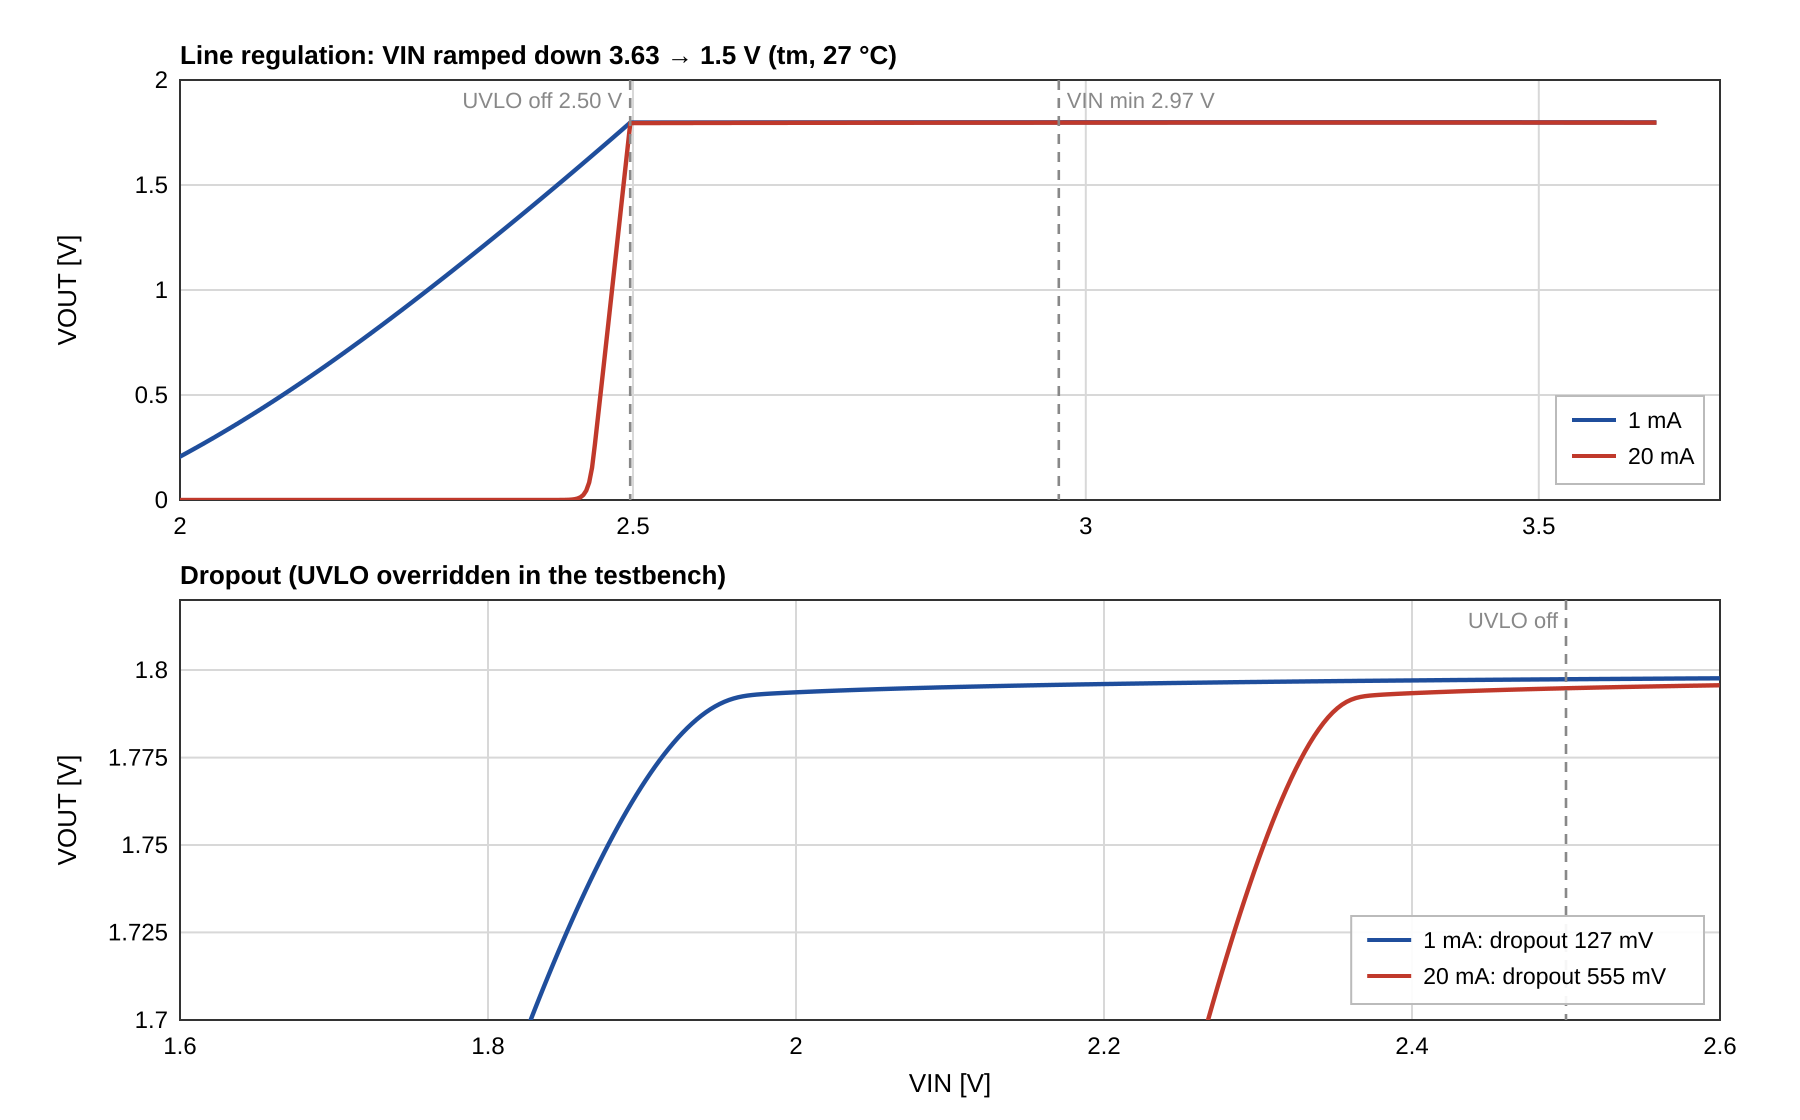 Line regulation: VIN ramped down 3.63 → 1.5 V (tm, 27 °C)
2
UVLO off 2.50 V
VIN min 2.97 V
1.5
VOUT [V]
1
0.5
1 mA
20 mA
0
2
2.5
3
3.5
Dropout (UVLO overridden in the testbench)
UVLO off
1.8
1.775
VOUT [V]
1.75
1.725
1 mA: dropout 127 mV
20 mA: dropout 555 mV
1.7
1.6
1.8
2
2.2
2.4
2.6
VIN [V]